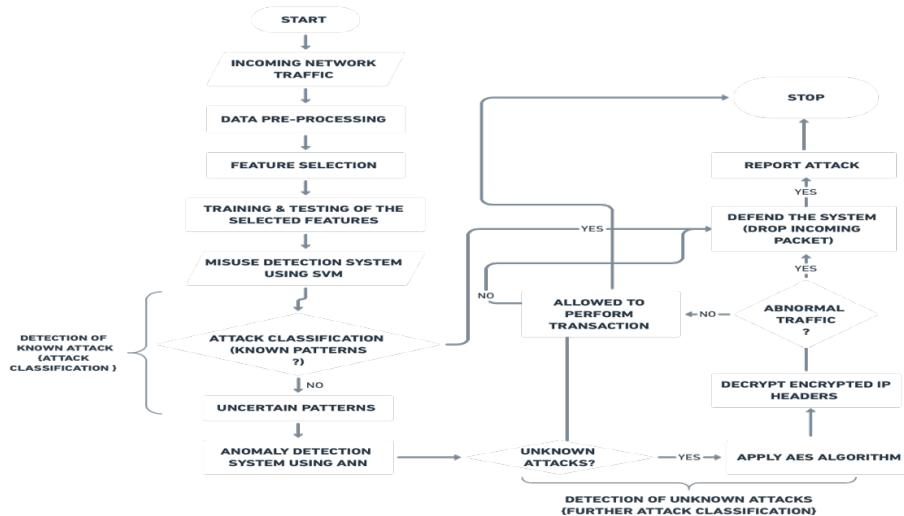 START
INCOMING NETWORK
TRAFFIC
DATA PRE-PROCESSING
FEATURE SELECTION
TRAINING & TESTING OF THE
SELECTED FEATURES
MISUSE DETECTION SYSTEM
USING SVM
ATTACK CLASSIFICATION
(KNOWN PATTERNS
?)
DETECTION OF
KNOWN ATTACK
{ATTACK
CLASSIFICATION }
NO
UNCERTAIN PATTERNS
ANOMALY DETECTION
SYSTEM USING ANN
YES
NO
ALLOWED TO
PERFORM
TRANSACTION
UNKNOWN
ATTACKS?
YES
APPLY AES ALGORITHM
DETECTION OF UNKNOWN ATTACKS
{FURTHER ATTACK CLASSIFICATION}
DECRYPT ENCRYPTED IP
HEADERS
ABNORMAL
TRAFFIC
?
NO
YES
DEFEND THE SYSTEM
(DROP INCOMING
PACKET)
YES
REPORT ATTACK
STOP